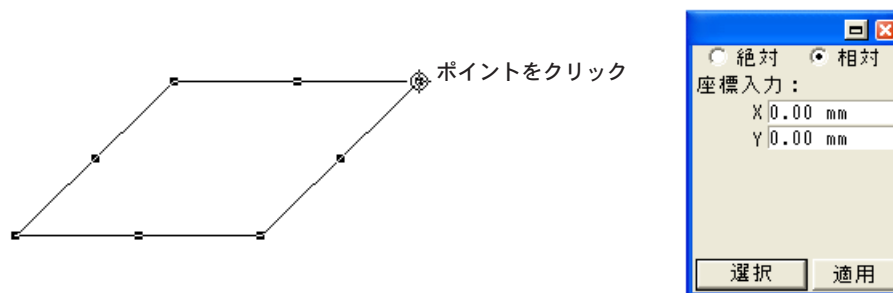 ポイントをクリック
絶対 相対
座標入力：
X 0.00 mm
Y 0.00 mm
選択 適用